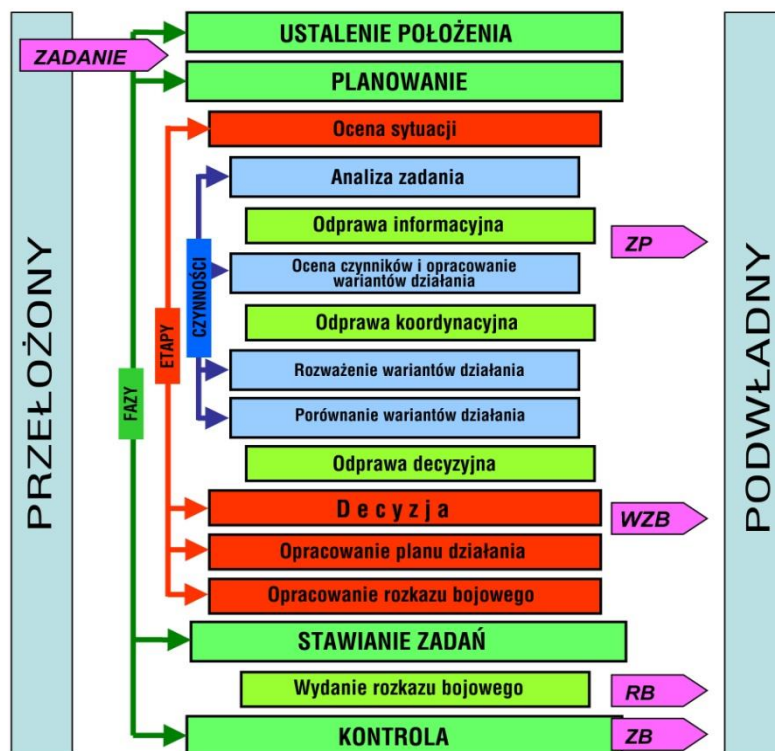 USTALENIE POŁOŻENIA
ZADANIE
PLANOWANIE
Ocena sytuacji
Analiza zadania
Odprawa informacyjna
ZP
Ocena czynników i opracowanie
wariantów działania
Odprawa koordynacyjna
Rozważenie wariantów działania
Porównanie wariantów działania
Odprawa decyzyjna
D e c y z j a
WZB
Opracowanie planu działania
Opracowanie rozkazu bojowego
STAWIANIE ZADAŃ
Wydanie rozkazu bojowego
RB
KONTROLA
ZB
PRZEŁOŻONY
FAZY
ETAPY
CZYNNOŚCI
PODWŁADNY